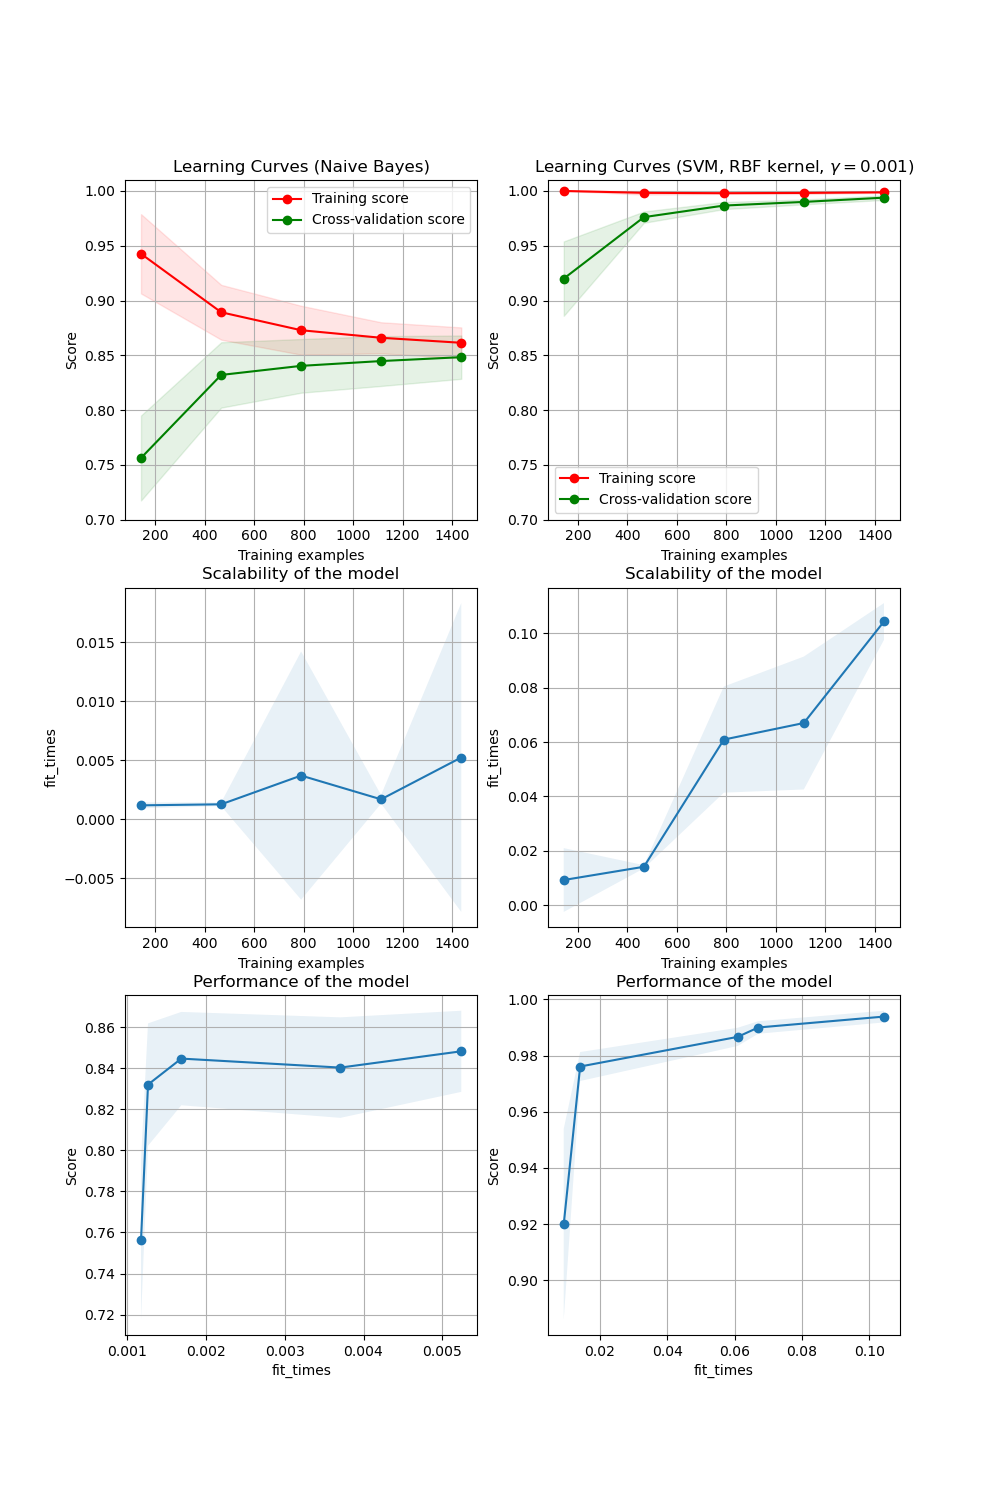 Learning Curves (Naive Bayes)
1.00
0.95
0.90
0.85
0.80
0.75
0.70
Score
Training score
Cross-validation score
200 400 600 800 1000 1200 1400
Training examples
Learning Curves (SVM, RBF kernel, γ = 0.001)
1.00
0.95
0.90
0.85
0.80
0.75
0.70
Score
Training score
Cross-validation score
200 400 600 800 1000 1200 1400
Training examples
Scalability of the model
0.015
0.010
0.005
0.000
−0.005
fit_times
200 400 600 800 1000 1200 1400
Training examples
Scalability of the model
0.10
0.08
0.06
0.04
0.02
0.00
fit_times
200 400 600 800 1000 1200 1400
Training examples
Performance of the model
0.86
0.84
0.82
0.80
0.78
0.76
0.74
0.72
Score
0.001 0.002 0.003 0.004 0.005
fit_times
Performance of the model
1.00
0.98
0.96
0.94
0.92
0.90
Score
0.02 0.04 0.06 0.08 0.10
fit_times